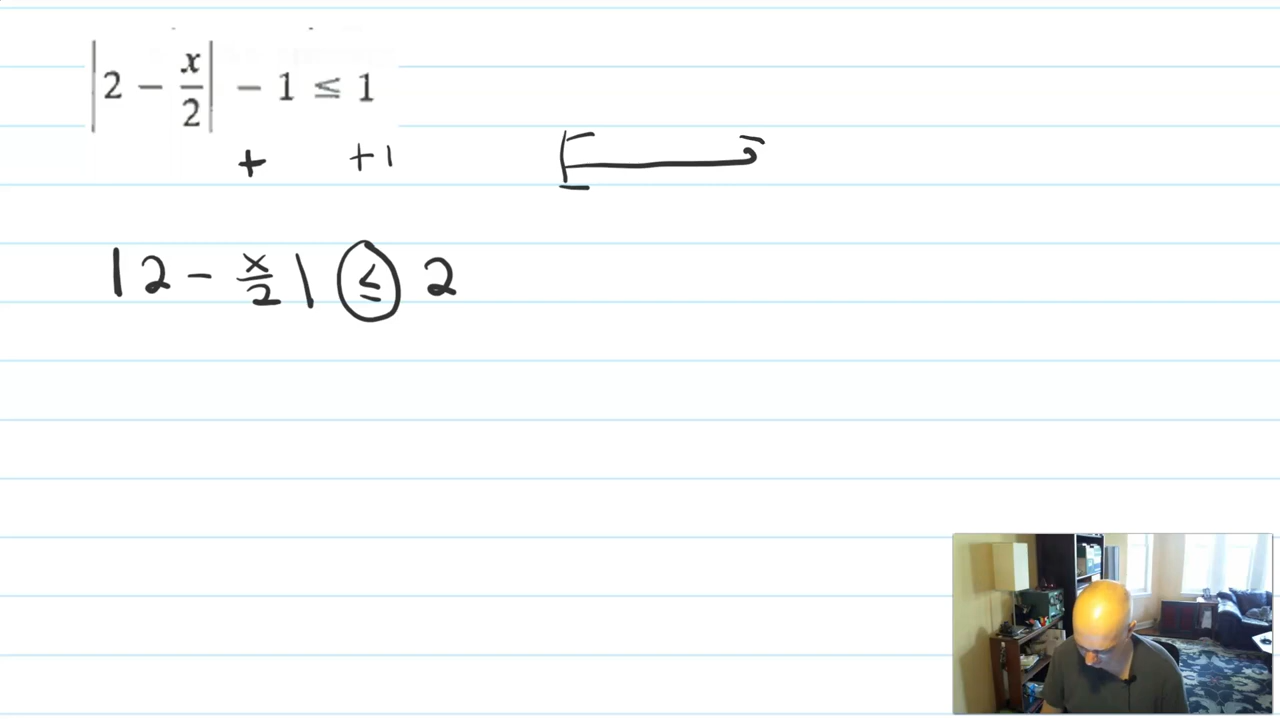 |2 - x/2| - 1 ≤ 1
+ +1
|2 - x/2| ≤ 2